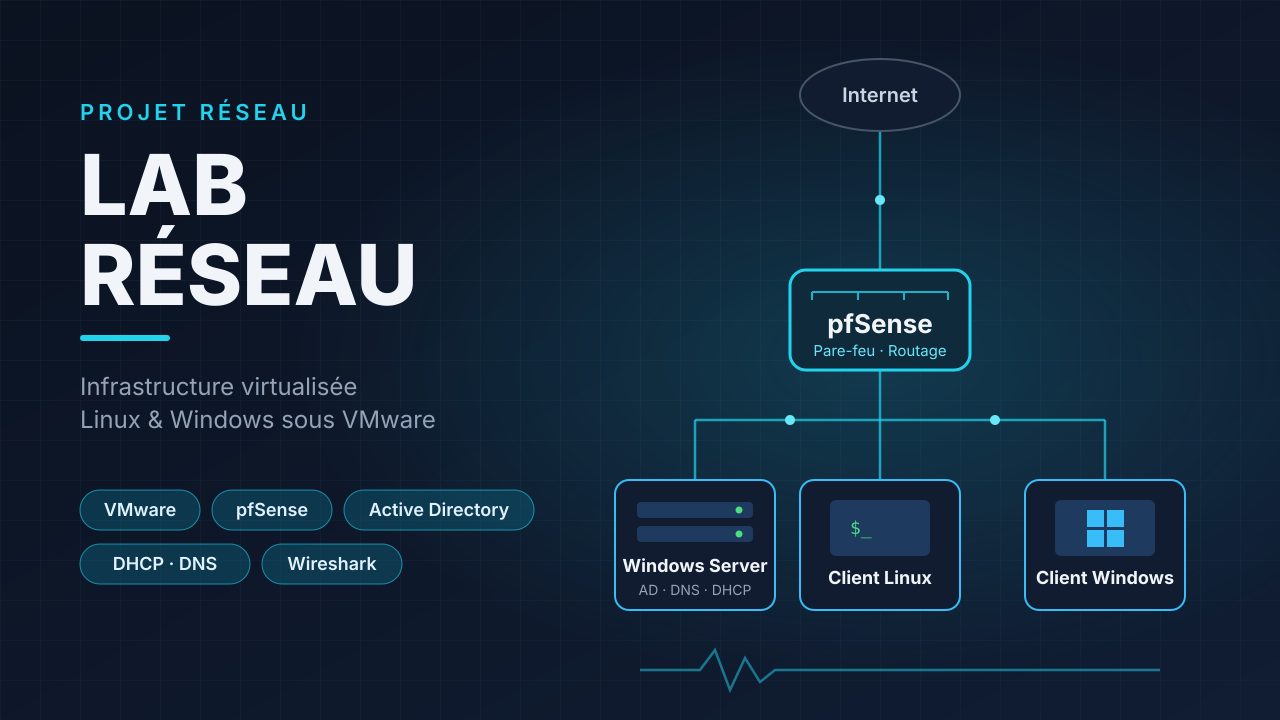 PROJET RÉSEAU
LAB
RÉSEAU
Infrastructure virtualisée
Linux & Windows sous VMware
VMware
pfSense
Active Directory
DHCP · DNS
Wireshark
Internet
pfSense
Pare-feu · Routage
Windows Server
AD · DNS · DHCP
$_
Client Linux
Client Windows